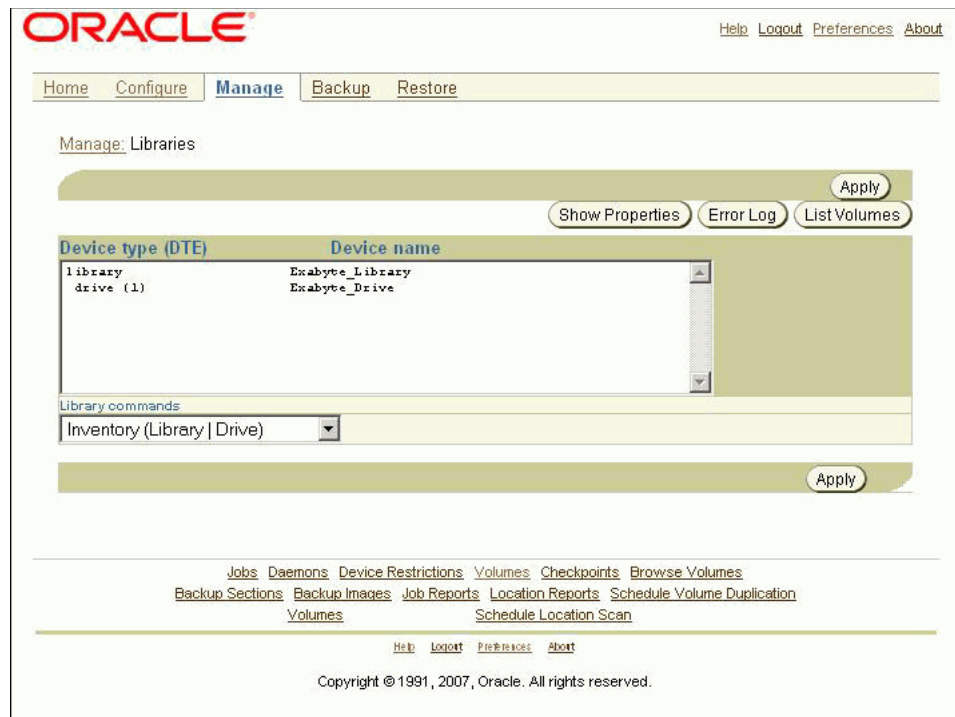 ORACLE
Help Logout Preferences About
Home Configure Manage Backup Restore
Manage: Libraries
Apply
Show Properties Error Log List Volumes
Device type (DTE) Device name
library Exabyte_Library
drive (1) Exabyte_Drive
Library commands
Inventory (Library | Drive)
Apply
Jobs Daemons Device Restrictions Volumes Checkpoints Browse Volumes
Backup Sections Backup Images Job Reports Location Reports Schedule Volume Duplication
Volumes Schedule Location Scan
Help Logout Preferences About
Copyright © 1991, 2007, Oracle. All rights reserved.